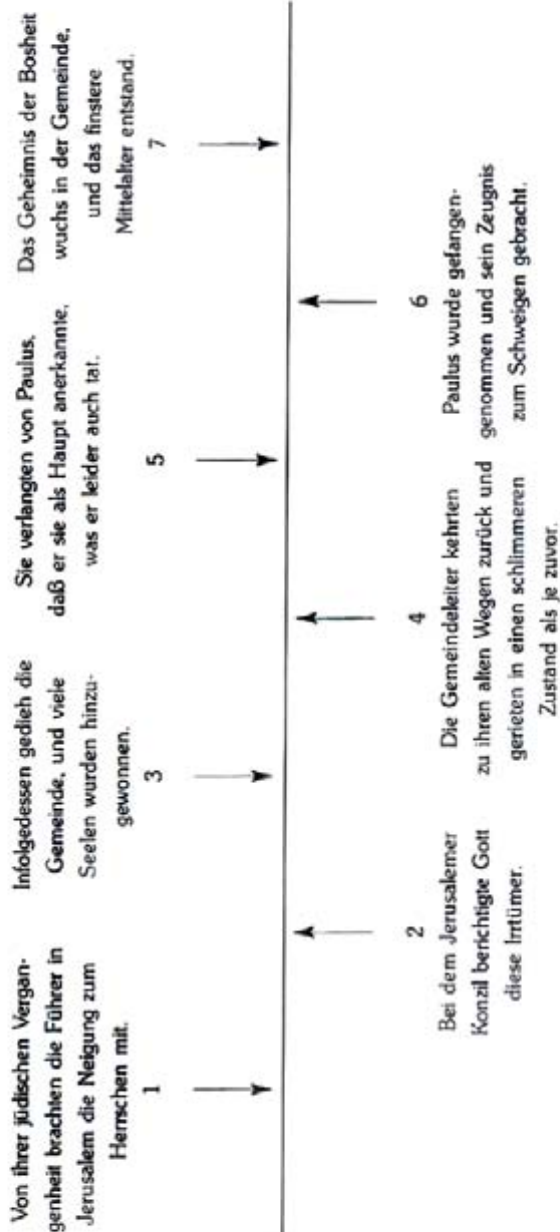 Von ihrer jüdischen Vergan-
genheit brachten die Führer in
Jerusalem die Neigung zum
Herrschen mit.
1
2
Bei dem Jerusalemer
Konzil berichtigte Gott
diese Irrtümer.
Infolgedessen gedieh die
Gemeinde, und viele
Seelen wurden hinzu-
gewonnen.
3
4
Die Gemeindeleiter kehrten
zu ihren alten Wegen zurück und
gerieten in einen schlimmeren
Zustand als je zuvor.
Sie verlangten von Paulus,
daß er sie als Haupt anerkannte,
was er leider auch tat.
5
6
Paulus wurde gefangen-
genommen und sein Zeugnis
zum Schweigen gebracht.
Das Geheimnis der Bosheit
wuchs in der Gemeinde,
und das finstere
Mittelalter entstand.
7